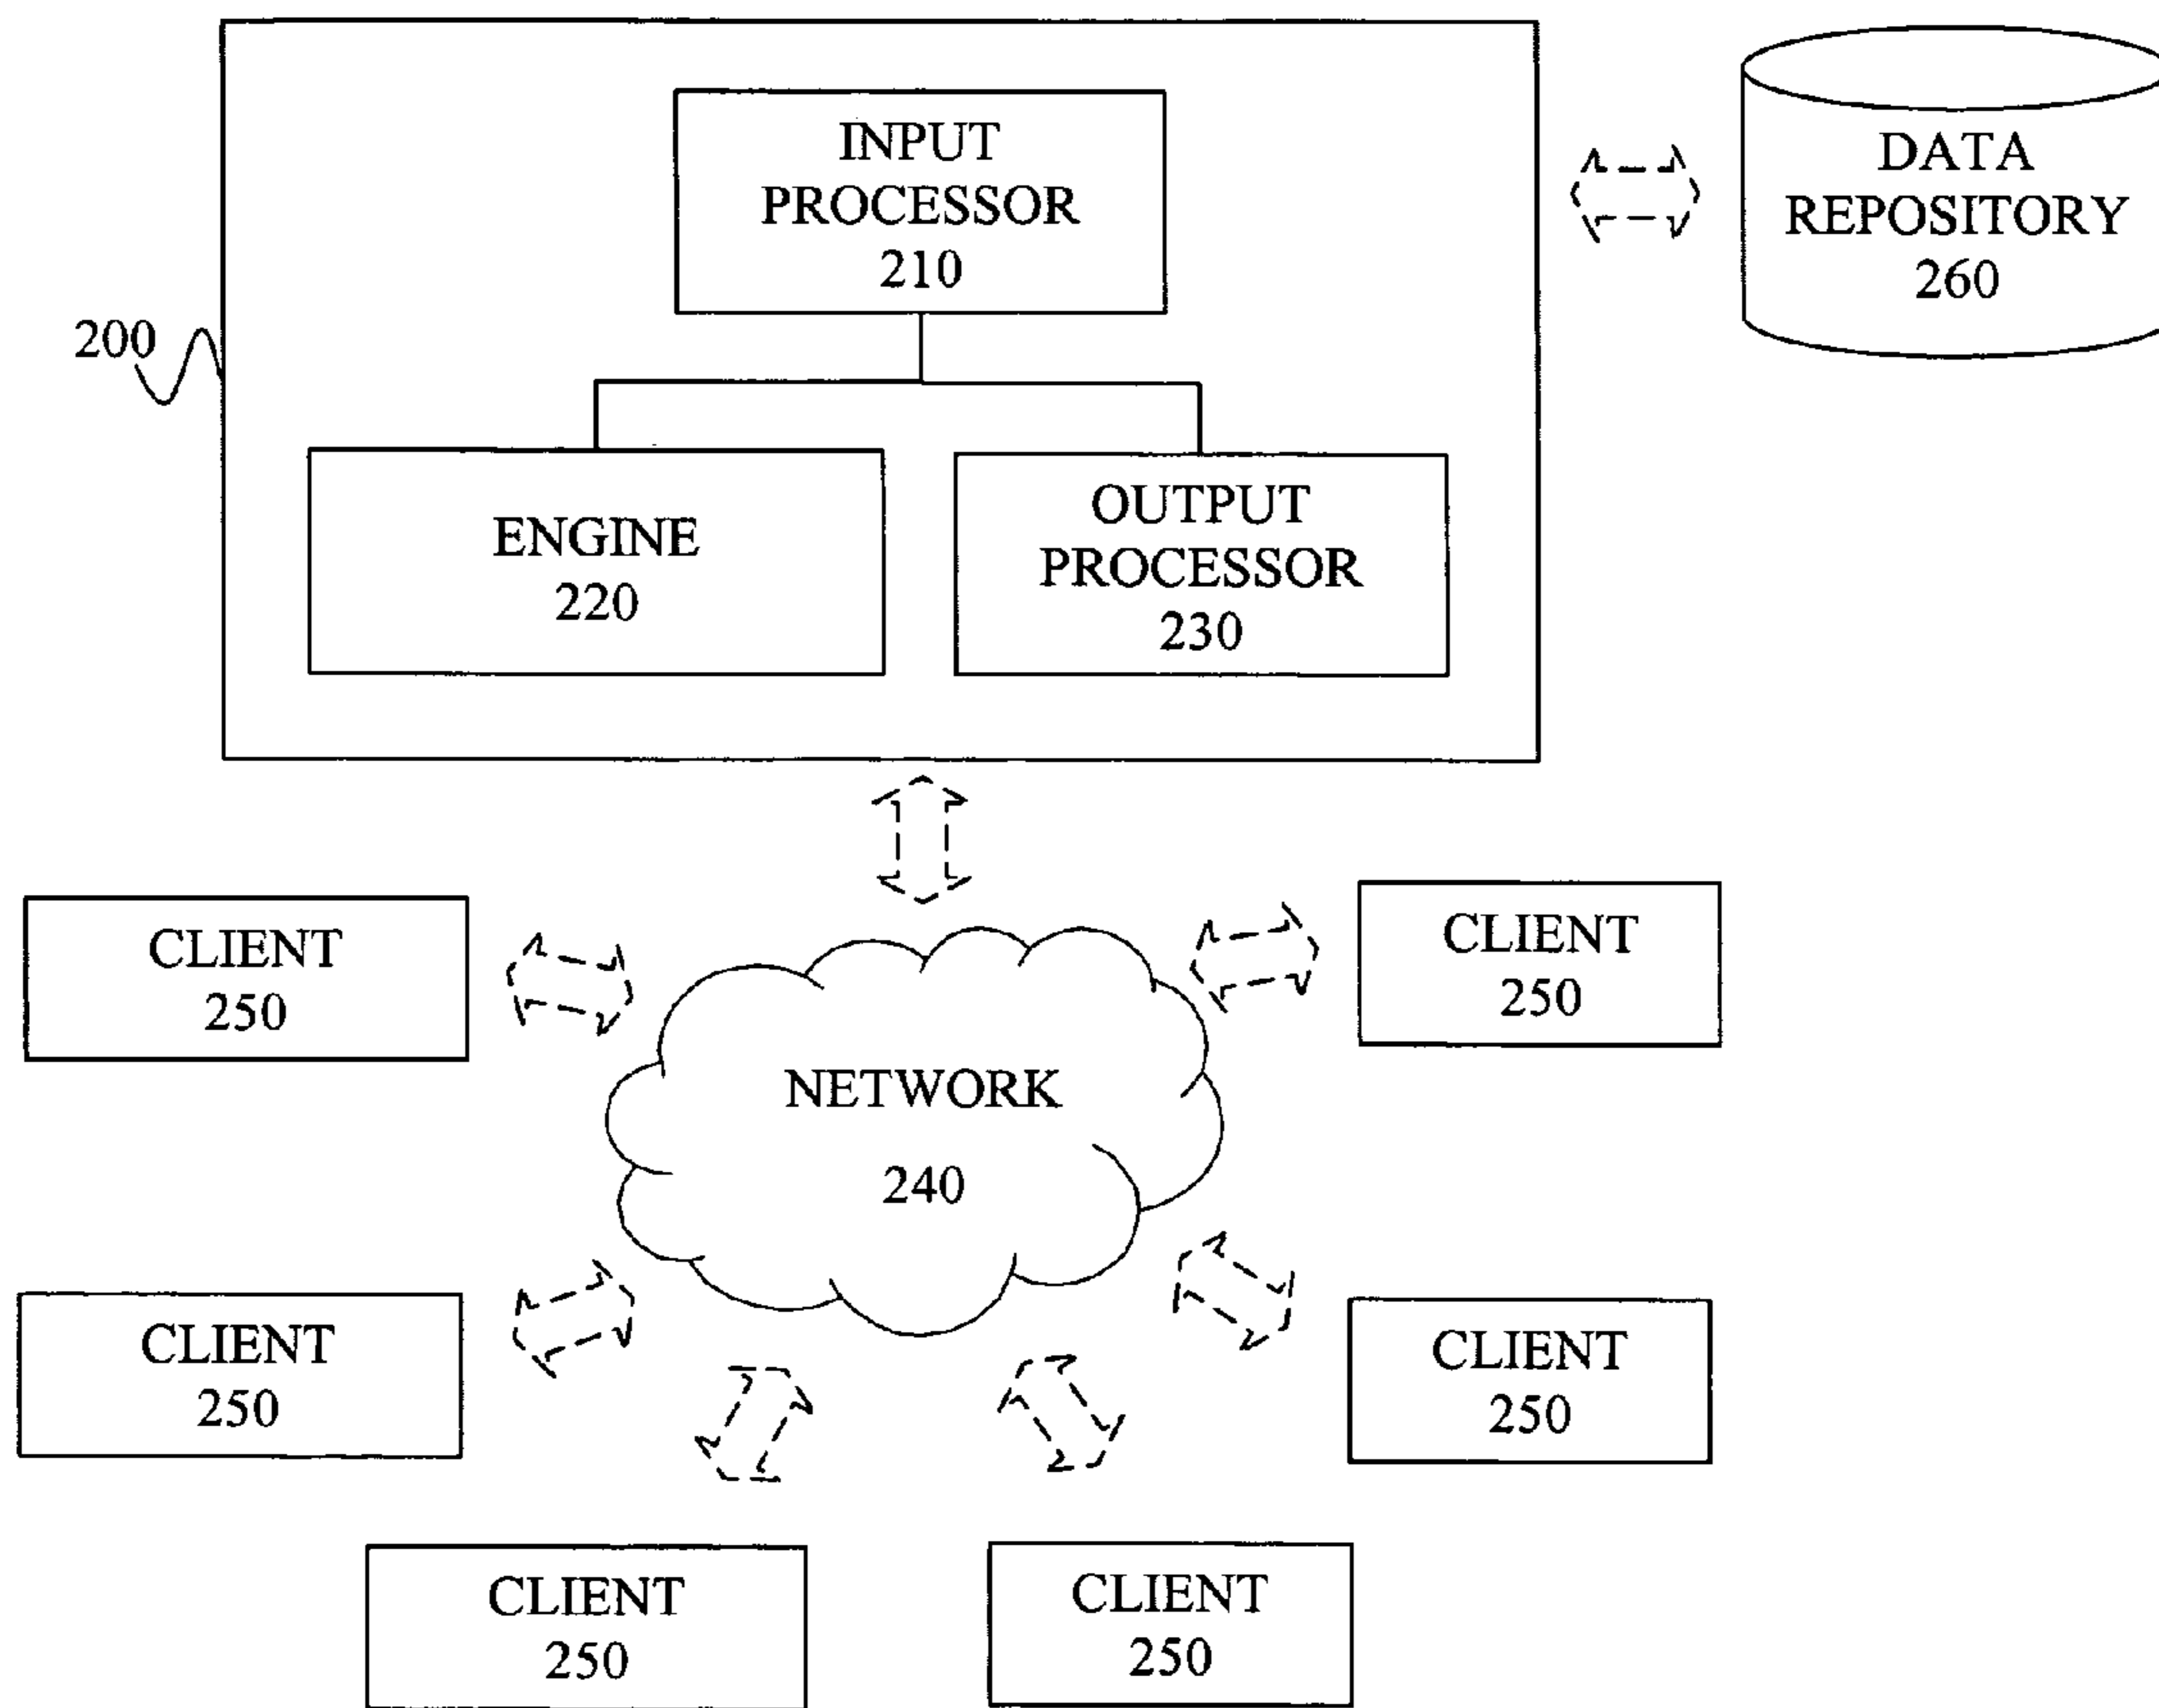 INPUT
PROCESSOR
210
DATA
REPOSITORY
260
200
ENGINE
220
OUTPUT
PROCESSOR
230
CLIENT
250
CLIENT
250
NETWORK
240
CLIENT
250
CLIENT
250
CLIENT
250
CLIENT
250